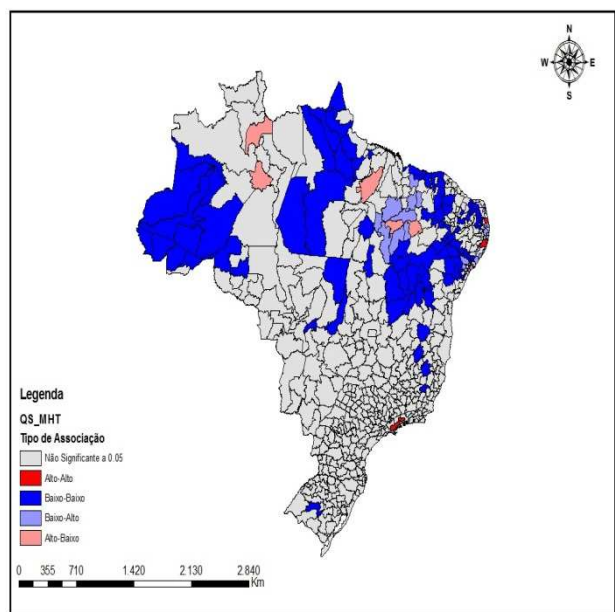 N
W E
S
Legenda
QS_MHT
Tipo de Associação
Não Significante a 0.05
Alto-Alto
Baixo-Baixo
Baixo-Alto
Alto-Baixo
0 355 710 1.420 2.130 2.840
Km